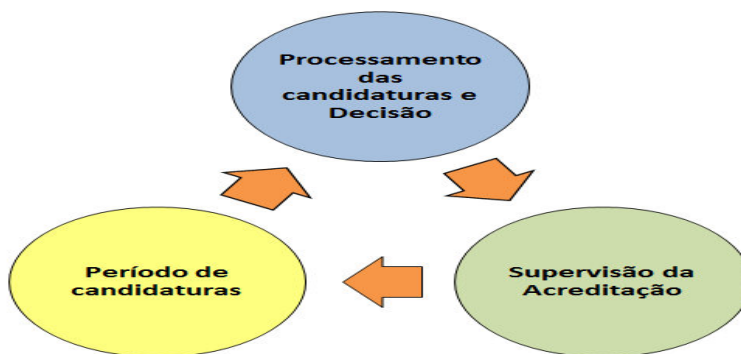 Processamento
das
candidaturas e
Decisão
Período de
candidaturas
Supervisão da
Acreditação